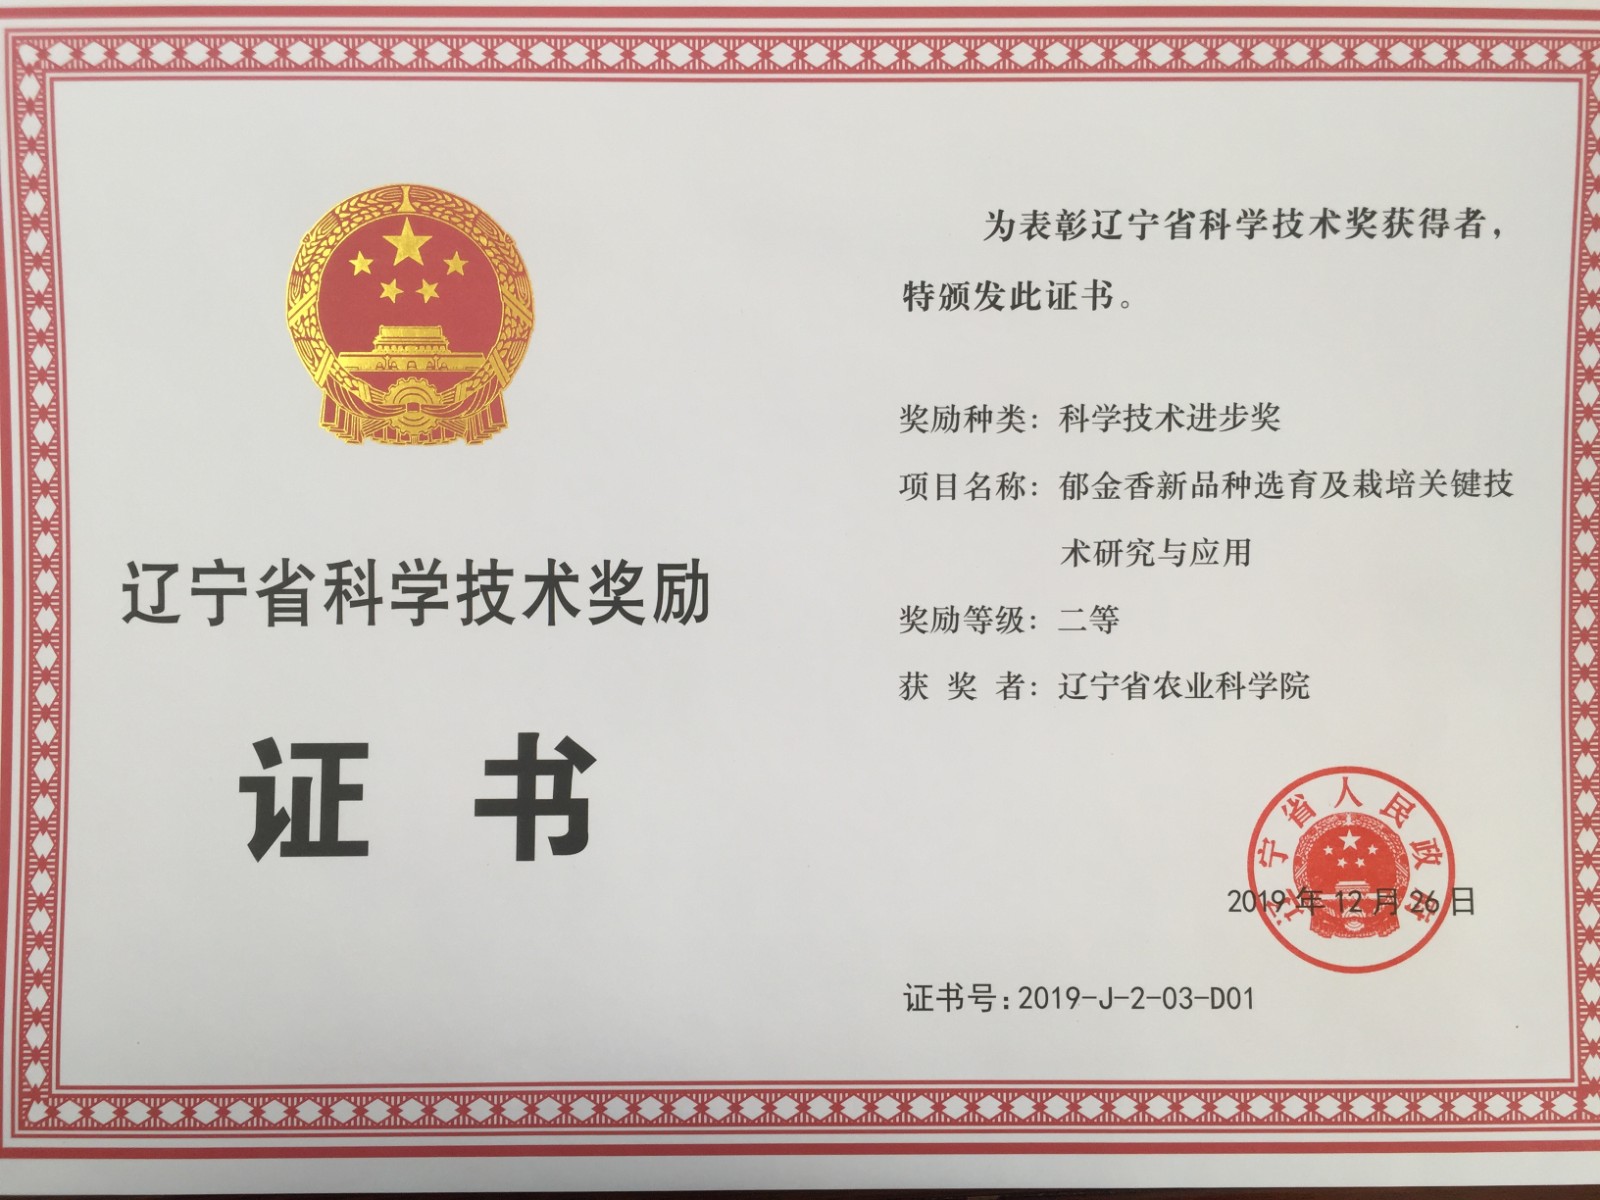 辽宁省科学技术奖励
证书
为表彰辽宁省科学技术奖获得者，
特颁发此证书。
奖励种类：科学技术进步奖
项目名称：郁金香新品种选育及栽培关键技
术研究与应用
奖励等级：二等
获奖者：辽宁省农业科学院
辽宁省人民政府
2019年12月26日
证书号：2019-J-2-03-D01